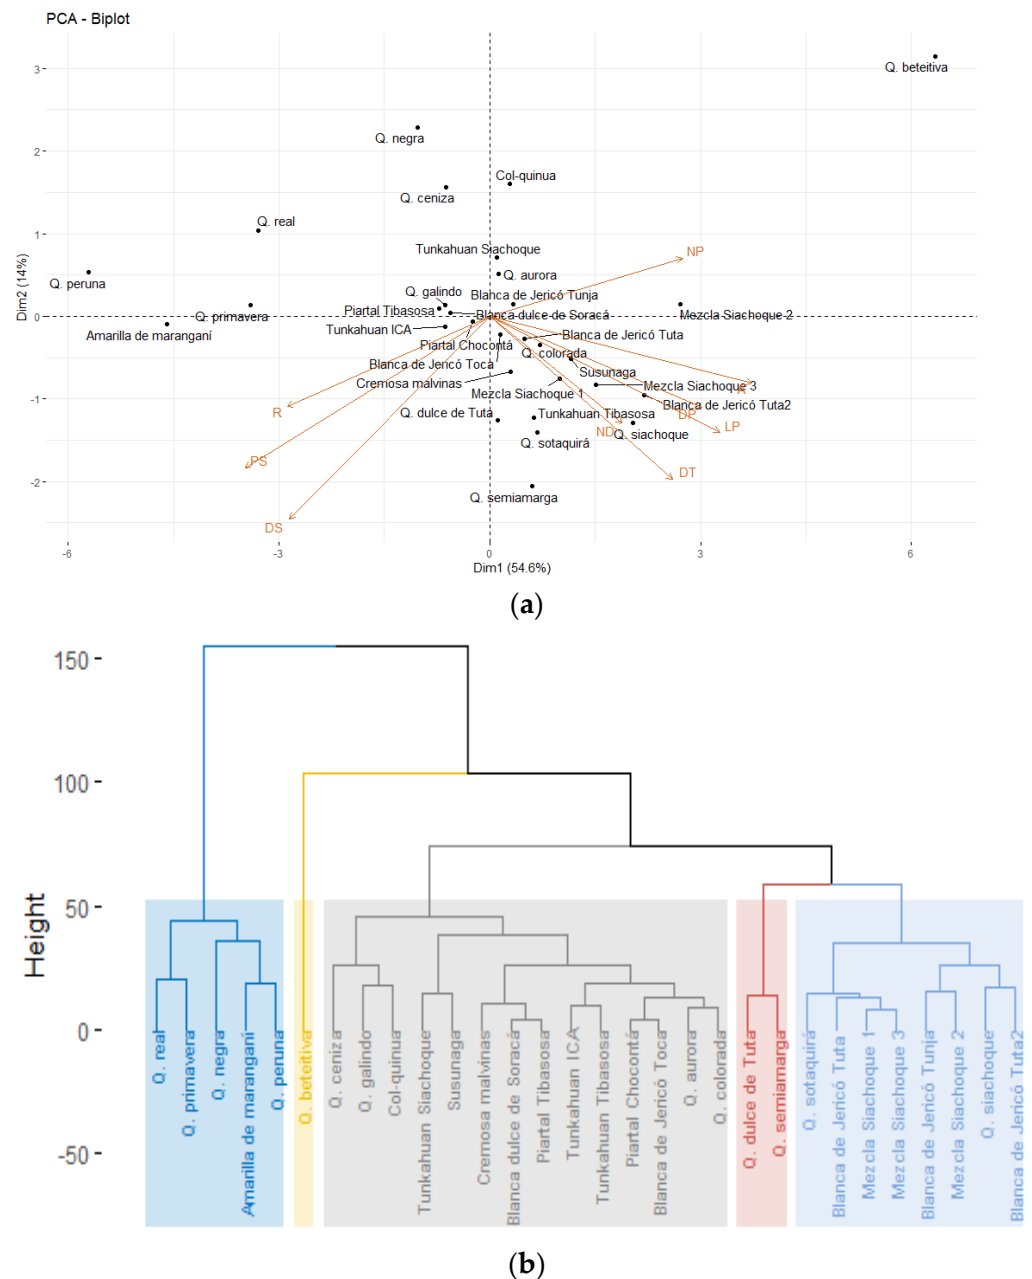 PCA - Biplot
Q. beteitiva
Q. negra
Col-quinua
Q. ceniza
Q. real
Tunkahuan Siachoque
NP
Q. aurora
Q. peruna
Q. galindo
Blanca de Jericó Tunja
Piartal Tibasosa
Blanca dulce de Soracá
Mezcla Siachoque 2
Q. primavera
Amarilla de maranganí
Tunkahuan ICA
Blanca de Jericó Tuta
Piartal Chocontá
Q. colorada
Blanca de Jericó Toca
Susunaga
Cremosa malvinas
Mezcla Siachoque 3
Mezcla Siachoque 1
Blanca de Jericó Tuta2
R
Q. dulce de Tuta
Tunkahuan Tibasosa
DP
LP
ND
Q. siachoque
Q. sotaquirá
PS
DT
Q. semiamarga
DS
3
2
1
0
-1
-2
Dim2 (14%)
-6 -3 0 3 6
Dim1 (54.6%)
(a)
150
100
50
0
-50
Height
Q. real
Q. primavera
Q. negra
Amarilla de marangani
Q. peruna
Q. beteitiva
Q. ceniza
Q. galindo
Col-quinua
Tunkahuan Siachoque
Susunaga
Cremosa malvinas
Blanca dulce de Soracá
Piartal Tibasosa
Tunkahuan ICA
Tunkahuan Tibasosa
Piartal Chocontá
Blanca de Jericó Toca
Q. aurora
Q. colorada
Q. dulce de Tuta
Q. semiamarga
Q. sotaquirá
Blanca de Jericó Tuta
Mezcla Siachoque 1
Mezcla Siachoque 3
Blanca de Jericó Tunja
Mezcla Siachoque 2
Q. siachoque
Blanca de Jericó Tuta2
(b)